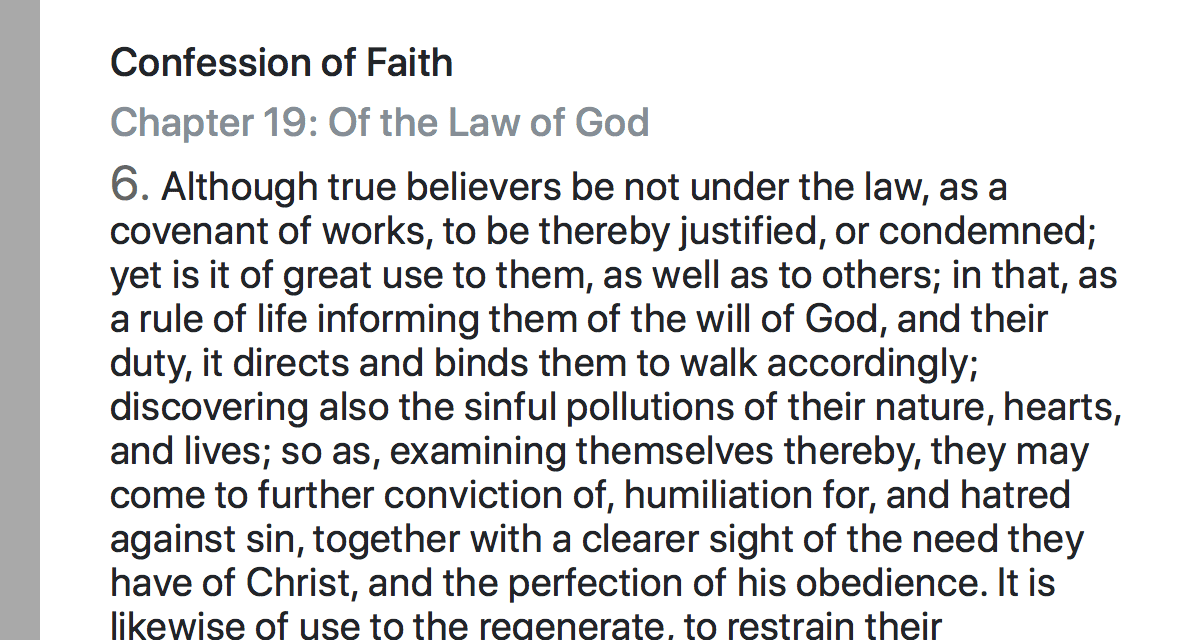 Confession of Faith
Chapter 19: Of the Law of God
6. Although true believers be not under the law, as a
covenant of works, to be thereby justified, or condemned;
yet is it of great use to them, as well as to others; in that, as
a rule of life informing them of the will of God, and their
duty, it directs and binds them to walk accordingly;
discovering also the sinful pollutions of their nature, hearts,
and lives; so as, examining themselves thereby, they may
come to further conviction of, humiliation for, and hatred
against sin, together with a clearer sight of the need they
have of Christ, and the perfection of his obedience. It is
likewise of use to the regenerate, to restrain their